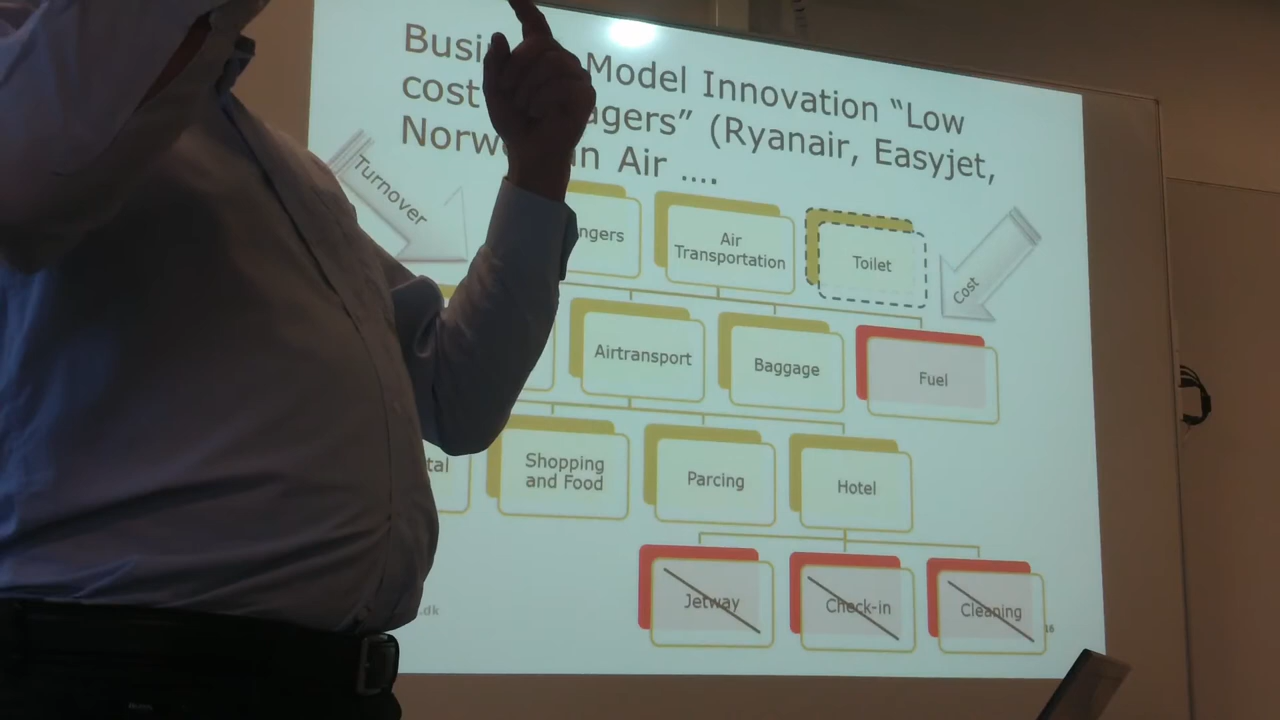 Busi Model Innovation “Low
cost agers” (Ryanair, Easyjet,
Norw n Air ....
Turnover
ngers
Air
Transportation
Toilet
Cost
Airtransport
Baggage
Fuel
tal
Shopping
and Food
Parcing
Hotel
Jetway
Check-in
Cleaning
.dk
16